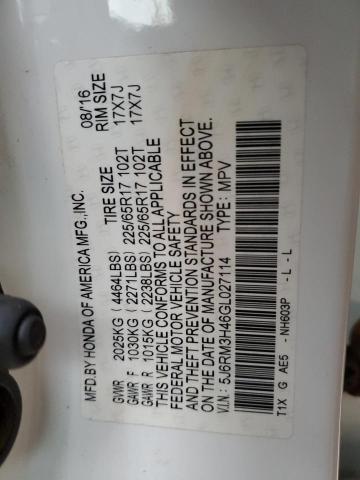 MFD.BY HONDA OF AMERICA MFG.,INC. 08/16
TIRE SIZE RIM SIZE
GVWR 2025KG (4464LBS)
GAWR F 1030KG (2271LBS) 225/65R17 102T 17X7J
GAWR R 1015KG (2238LBS) 225/65R17 102T 17X7J
THIS VEHICLE CONFORMS TO ALL APPLICABLE
FEDERAL MOTOR VEHICLE SAFETY
AND THEFT PREVENTION STANDARDS IN EFFECT
ON THE DATE OF MANUFACTURE SHOWN ABOVE.
V.I.N.: 5J6RM3H46GL027114 TYPE: MPV
T1X G AE5 - NH603P - L - L